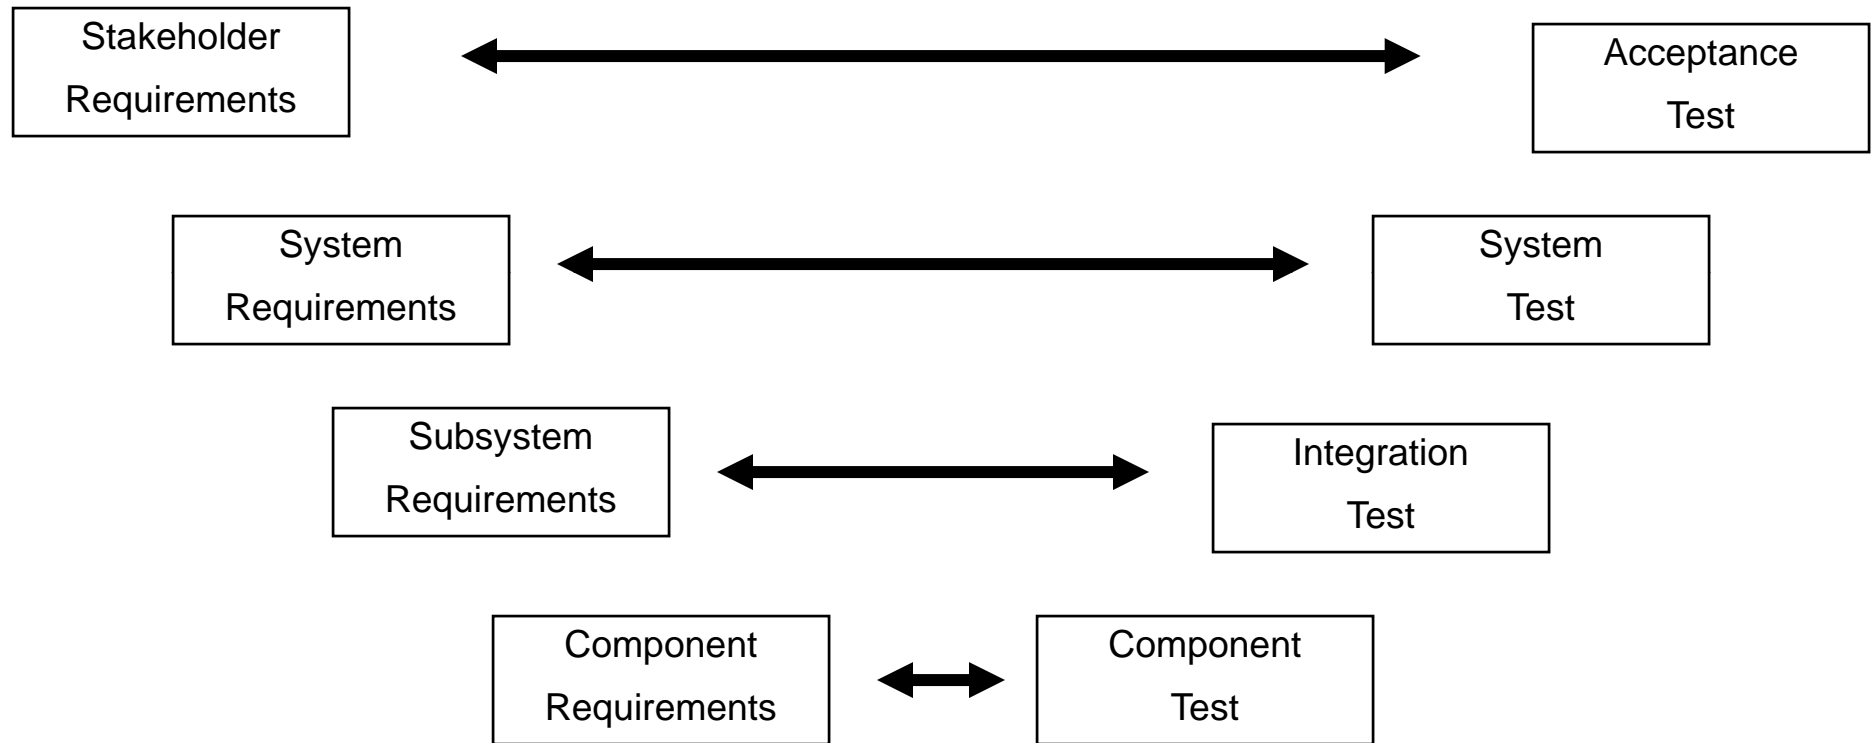 Stakeholder
Requirements
Acceptance
Test
System
Requirements
System
Test
Subsystem
Requirements
Integration
Test
Component
Requirements
Component
Test